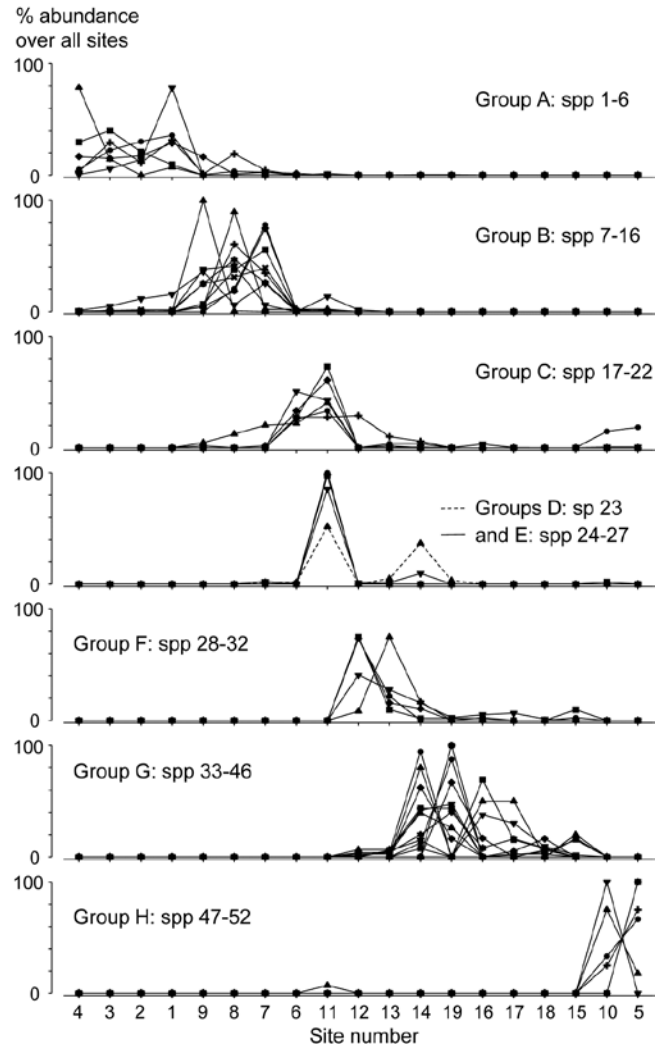 % abundance
over all sites
100
Group A: spp 1-6
0
100
Group B: spp 7-16
0
100
Group C: spp 17-22
0
100
Groups D: sp 23
and E: spp 24-27
0
100
Group F: spp 28-32
0
100
Group G: spp 33-46
0
100
Group H: spp 47-52
0
4 3 2 1 9 8 7 6 11 12 13 14 19 16 17 18 15 10 5
Site number